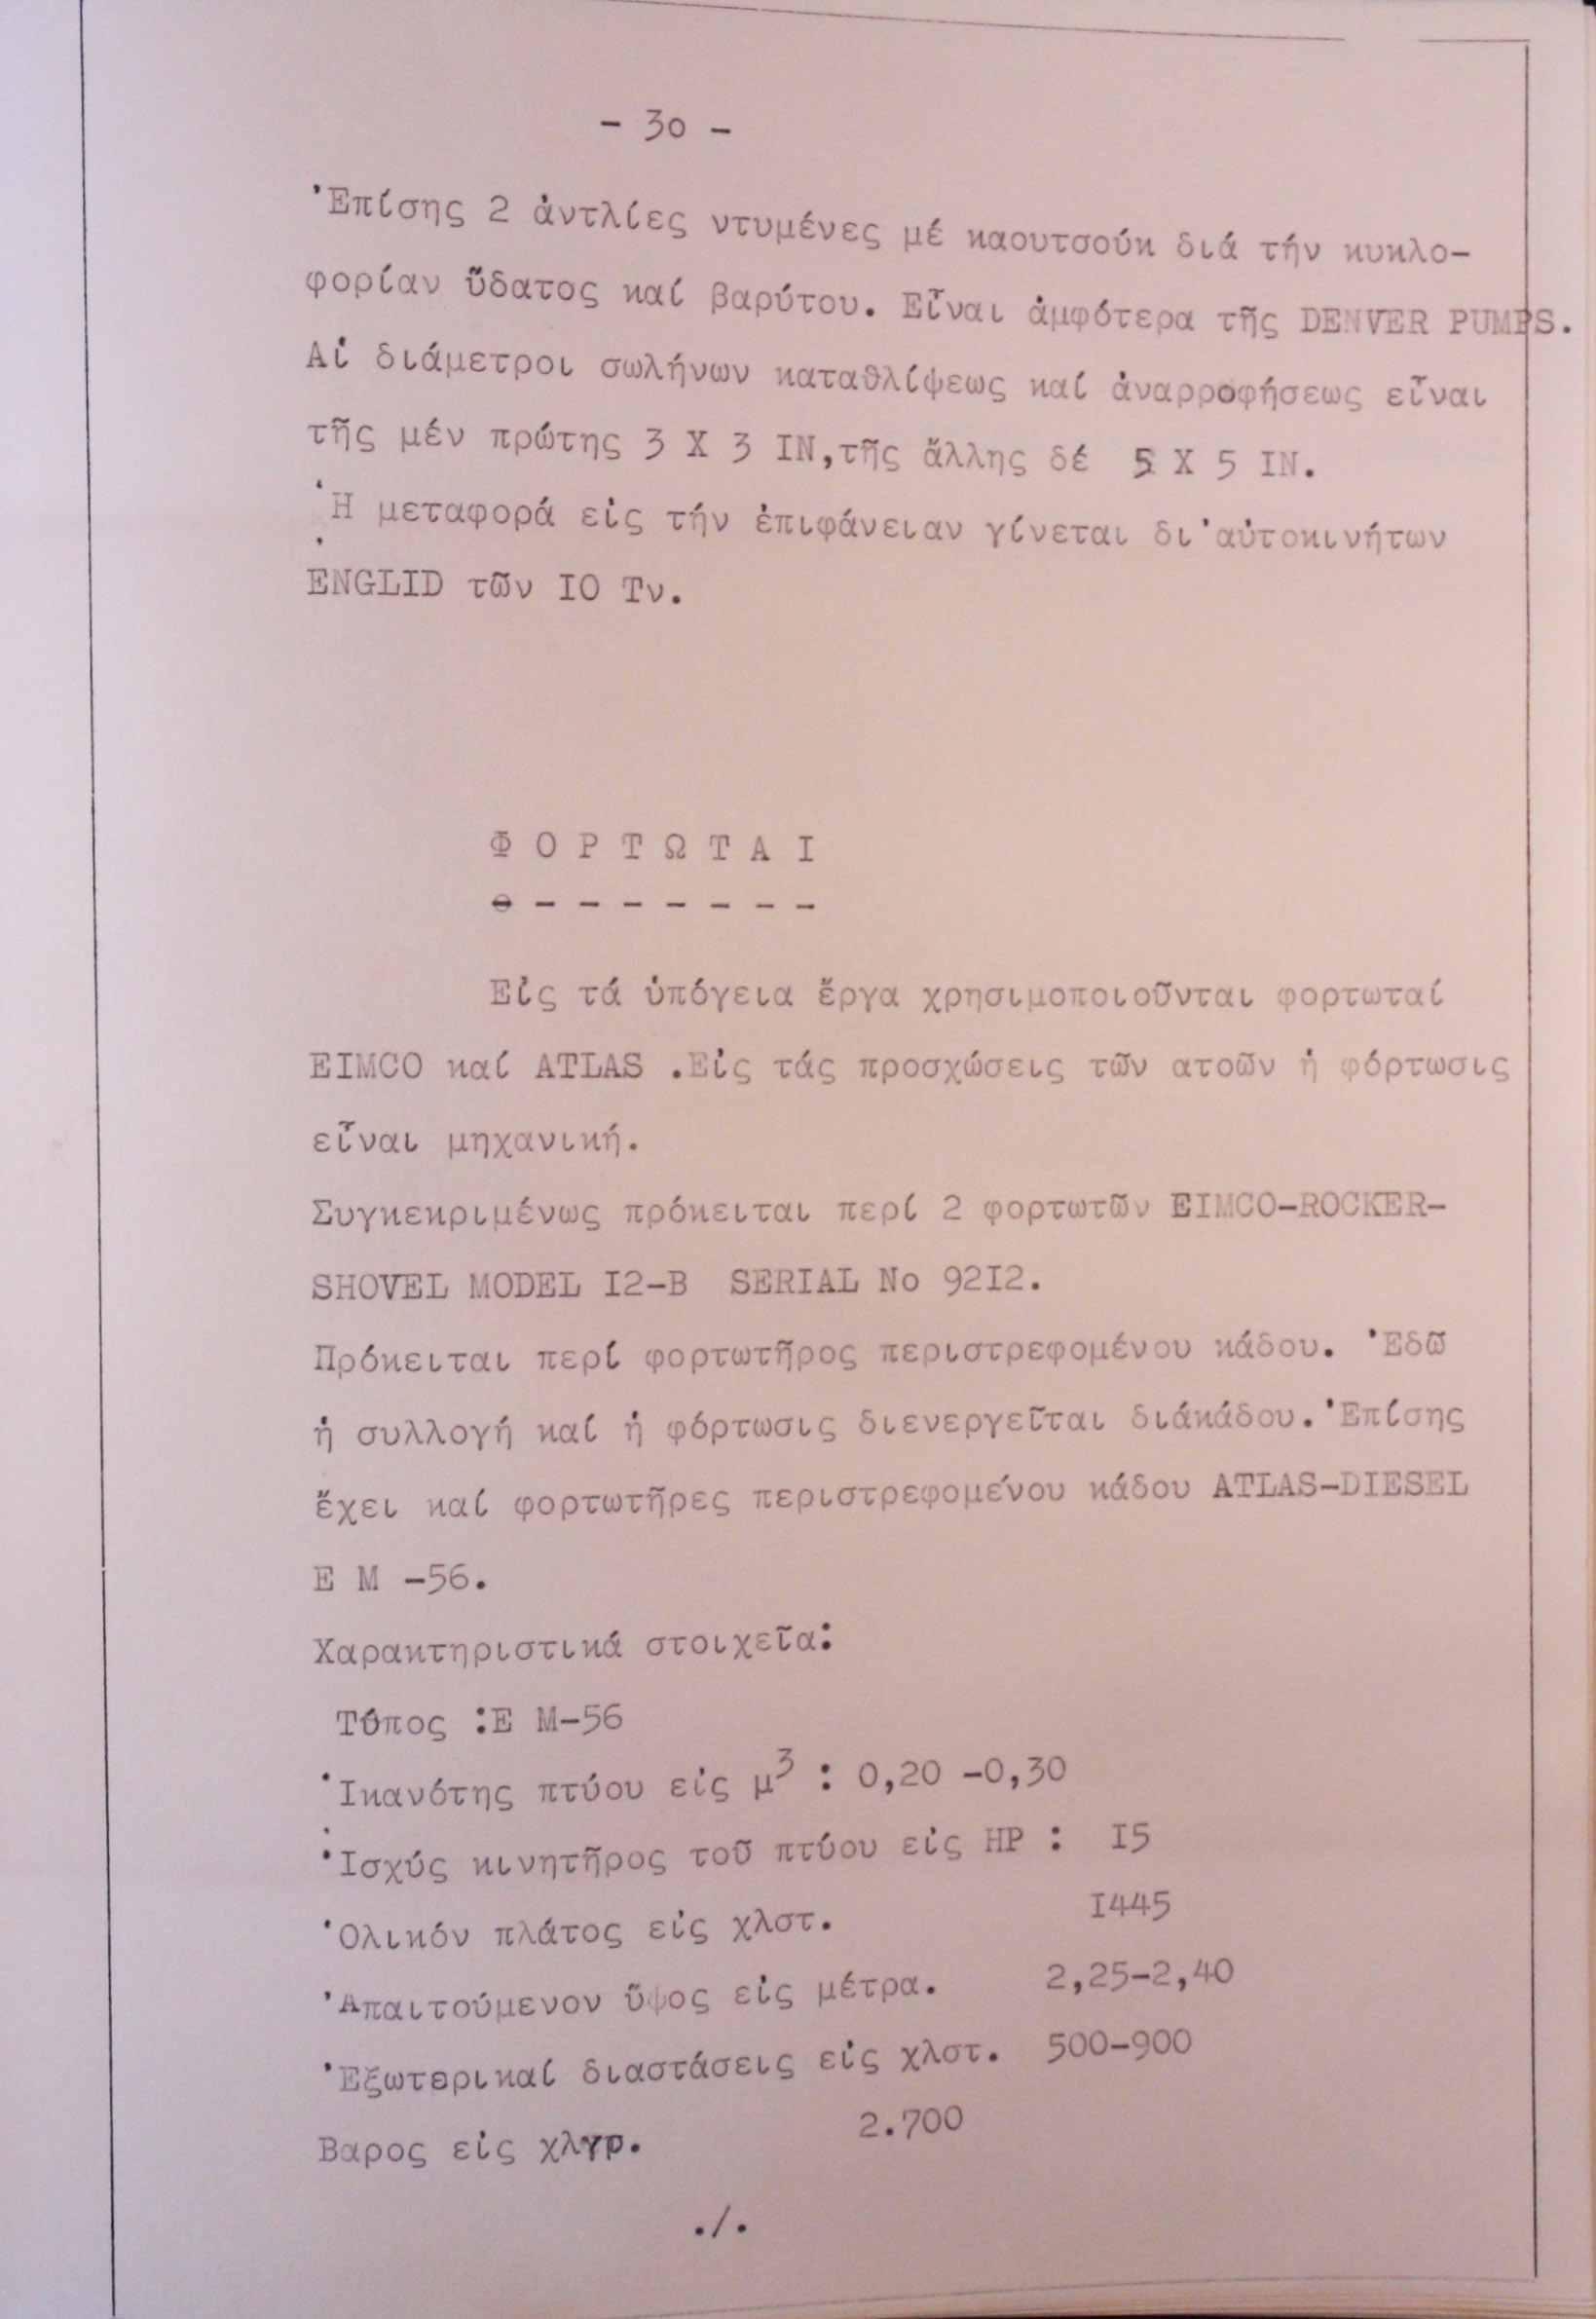 - 3ο -
Ἐπίσης 2 ἀντλίες ντυμένες μέ καουτσούκ διά τήν κυκλο-
φορίαν ὕδατος καί βαρύτου. Εἶναι ἀμφότερα τῆς DENVER PUMPS.
Αἱ διάμετροι σωλήνων καταθλίψεως καί ἀναρροφήσεως εἶναι
τῆς μέν πρώτης 3 X 3 IN,τῆς ἄλλης δέ 5 X 5 IN.
Ἡ μεταφορά εἰς τήν ἐπιφάνειαν γίνεται δι'αὐτοκινήτων
ENGLID τῶν IO Τν.
Φ Ο Ρ Τ Ω Τ Α Ι
Εἰς τά ὑπόγεια ἔργα χρησιμοποιοῦνται φορτωταί
EIMCO καί ATLAS .Εἰς τάς προσχώσεις τῶν ατοῶν ἡ φόρτωσις
εἶναι μηχανική.
Συγκεκριμένως πρόκειται περί 2 φορτωτῶν EIMCO-ROCKER-
SHOVEL MODEL I2-B SERIAL No 92I2.
Πρόκειται περί φορτωτῆρος περιστρεφομένου κάδου. Ἐδῶ
ἡ συλλογή καί ἡ φόρτωσις διενεργεῖται διάκάδου.Ἐπίσης
ἔχει καί φορτωτῆρες περιστρεφομένου κάδου ATLAS-DIESEL
E M -56.
Χαρακτηριστικά στοιχεῖα:
Τύπος :E M-56
Ἱκανότης πτύου εἰς μ³ : 0,20 -0,30
Ἰσχύς κινητῆρος τοῦ πτύου εἰς HP : I5
Ὁλικόν πλάτος εἰς χλστ. I445
Ἀπαιτούμενον ὕψος εἰς μέτρα. 2,25-2,40
Ἐξωτερικαί διαστάσεις εἰς χλστ. 500-900
Βαρος εἰς χλγρ. 2.700
./.